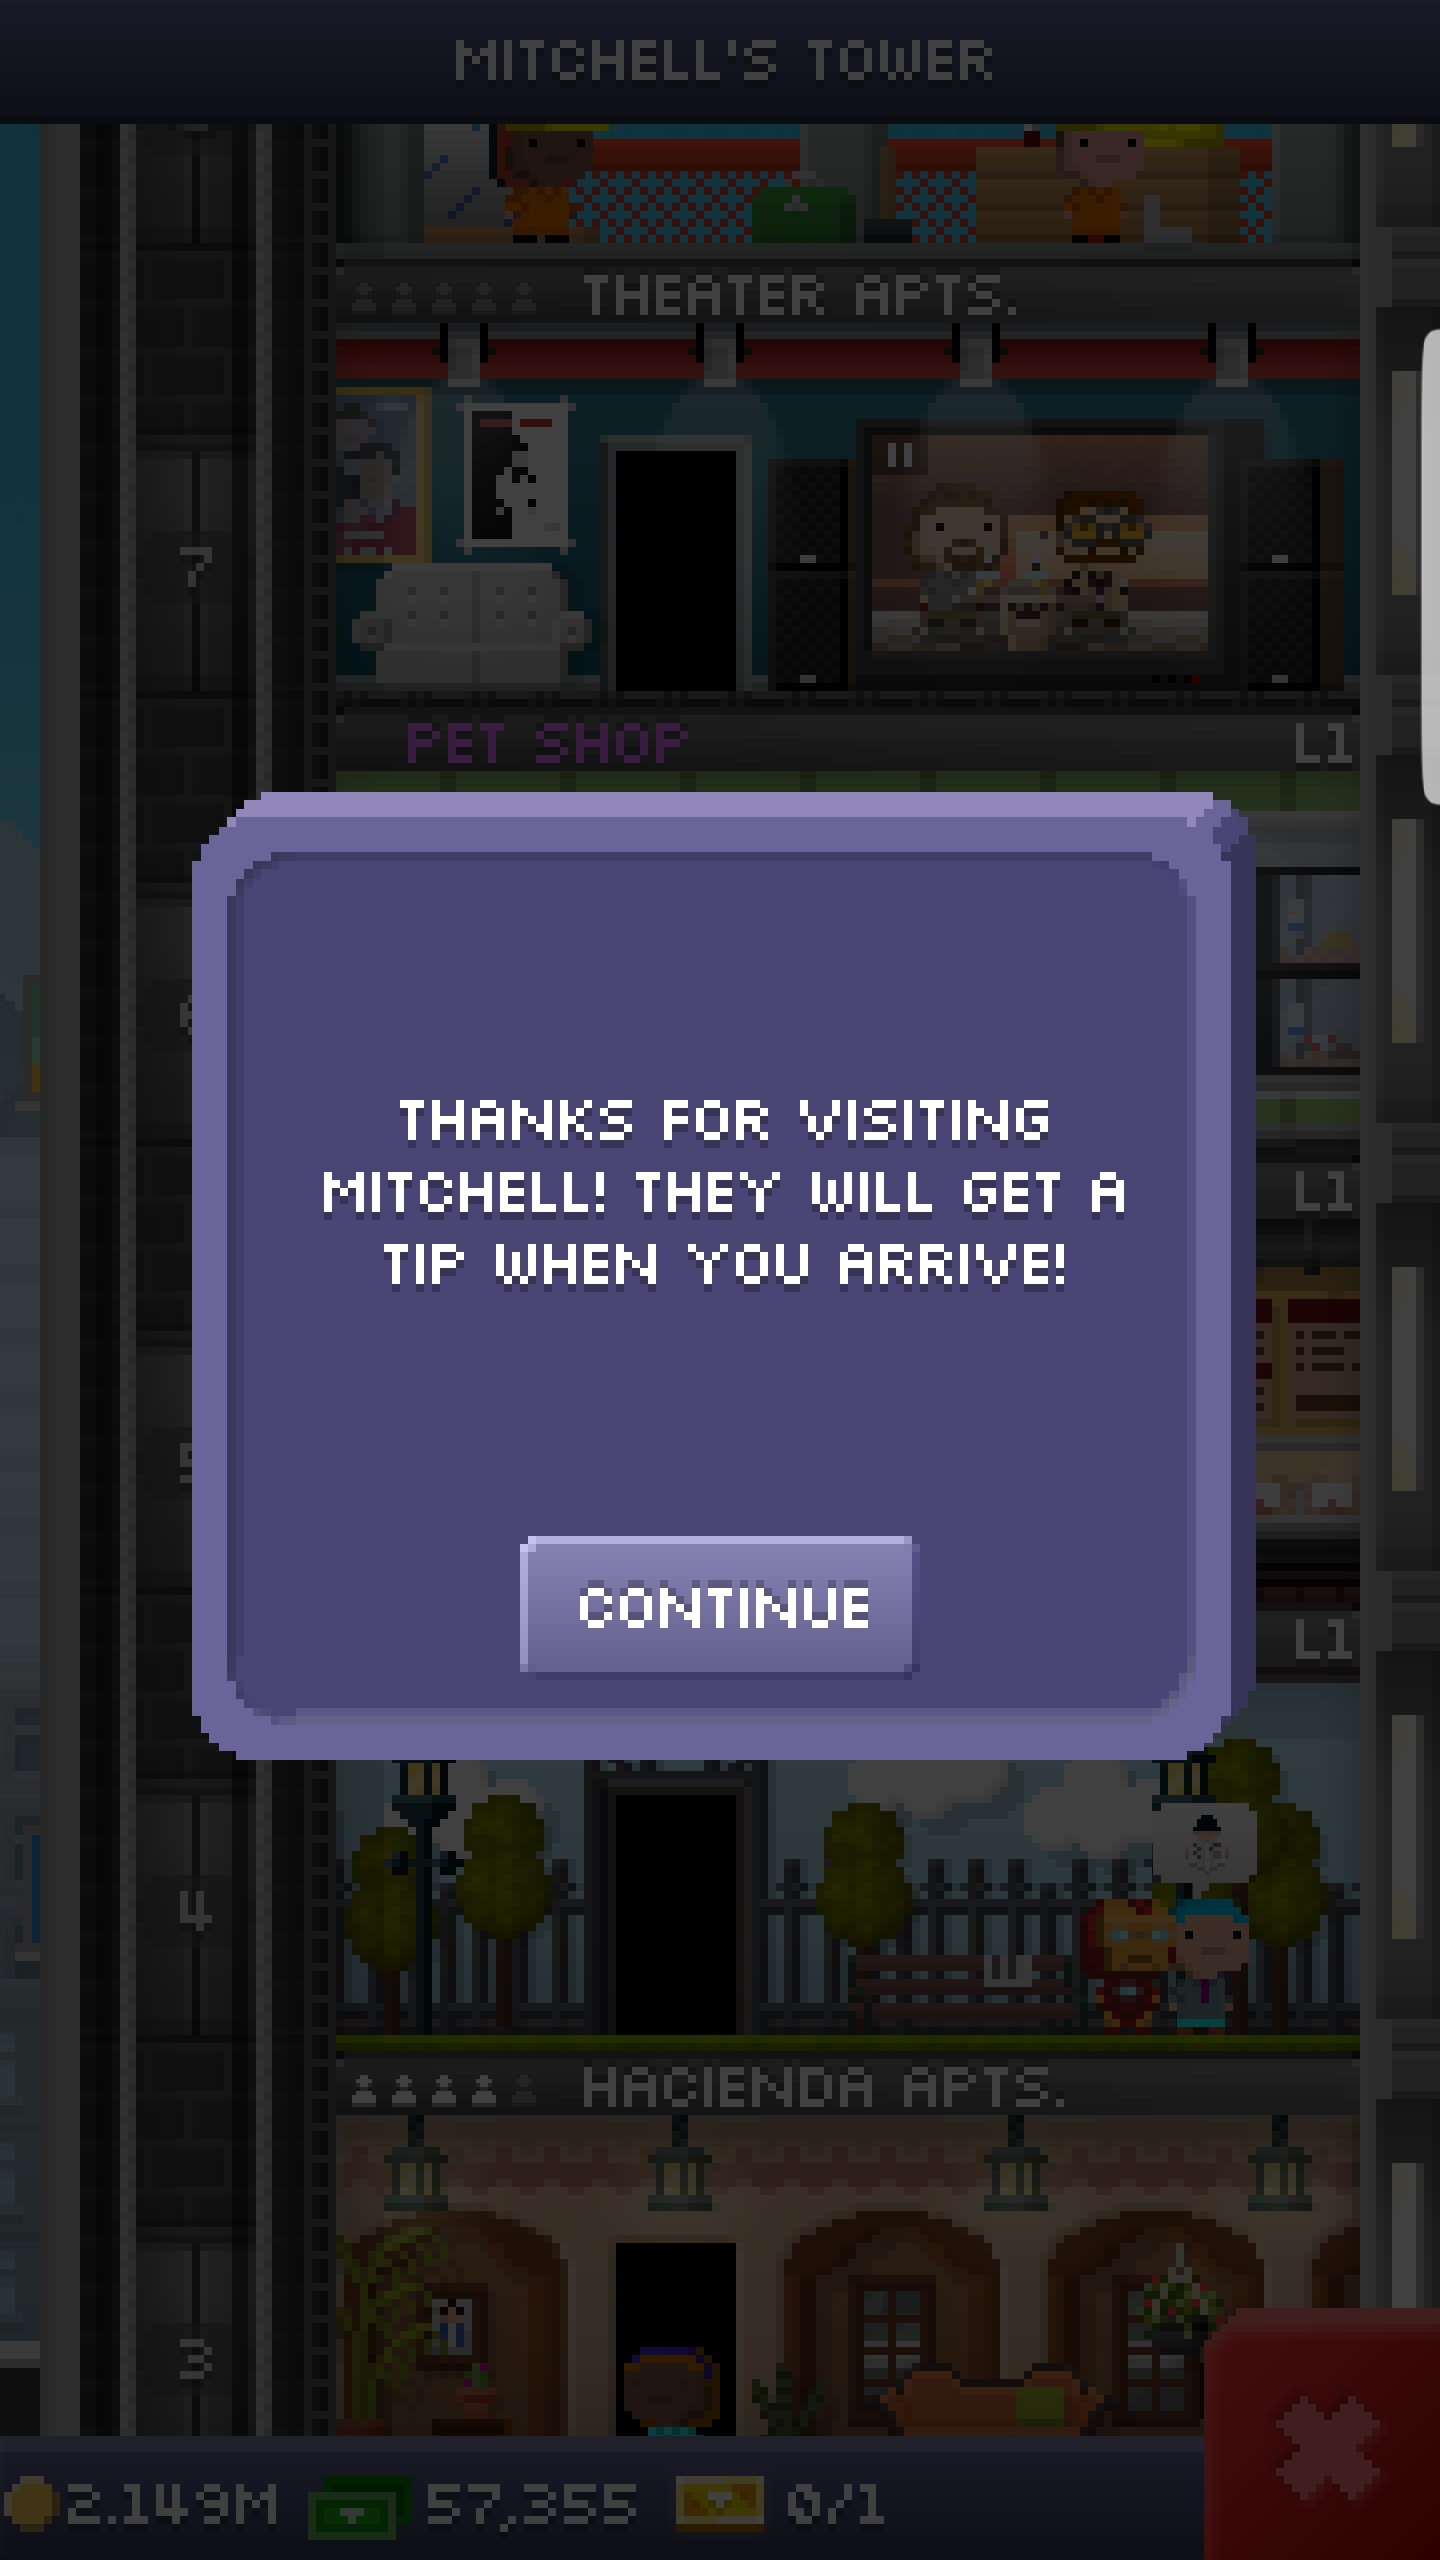 MITCHELL'S TOWER
THEATER APTS.
7
PET SHOP L1
THANKS FOR VISITING
MITCHELL! THEY WILL GET A
TIP WHEN YOU ARRIVE!
L1
CONTINUE
L1
4
HACIENDA APTS.
3
2.149M 57,355 0/1